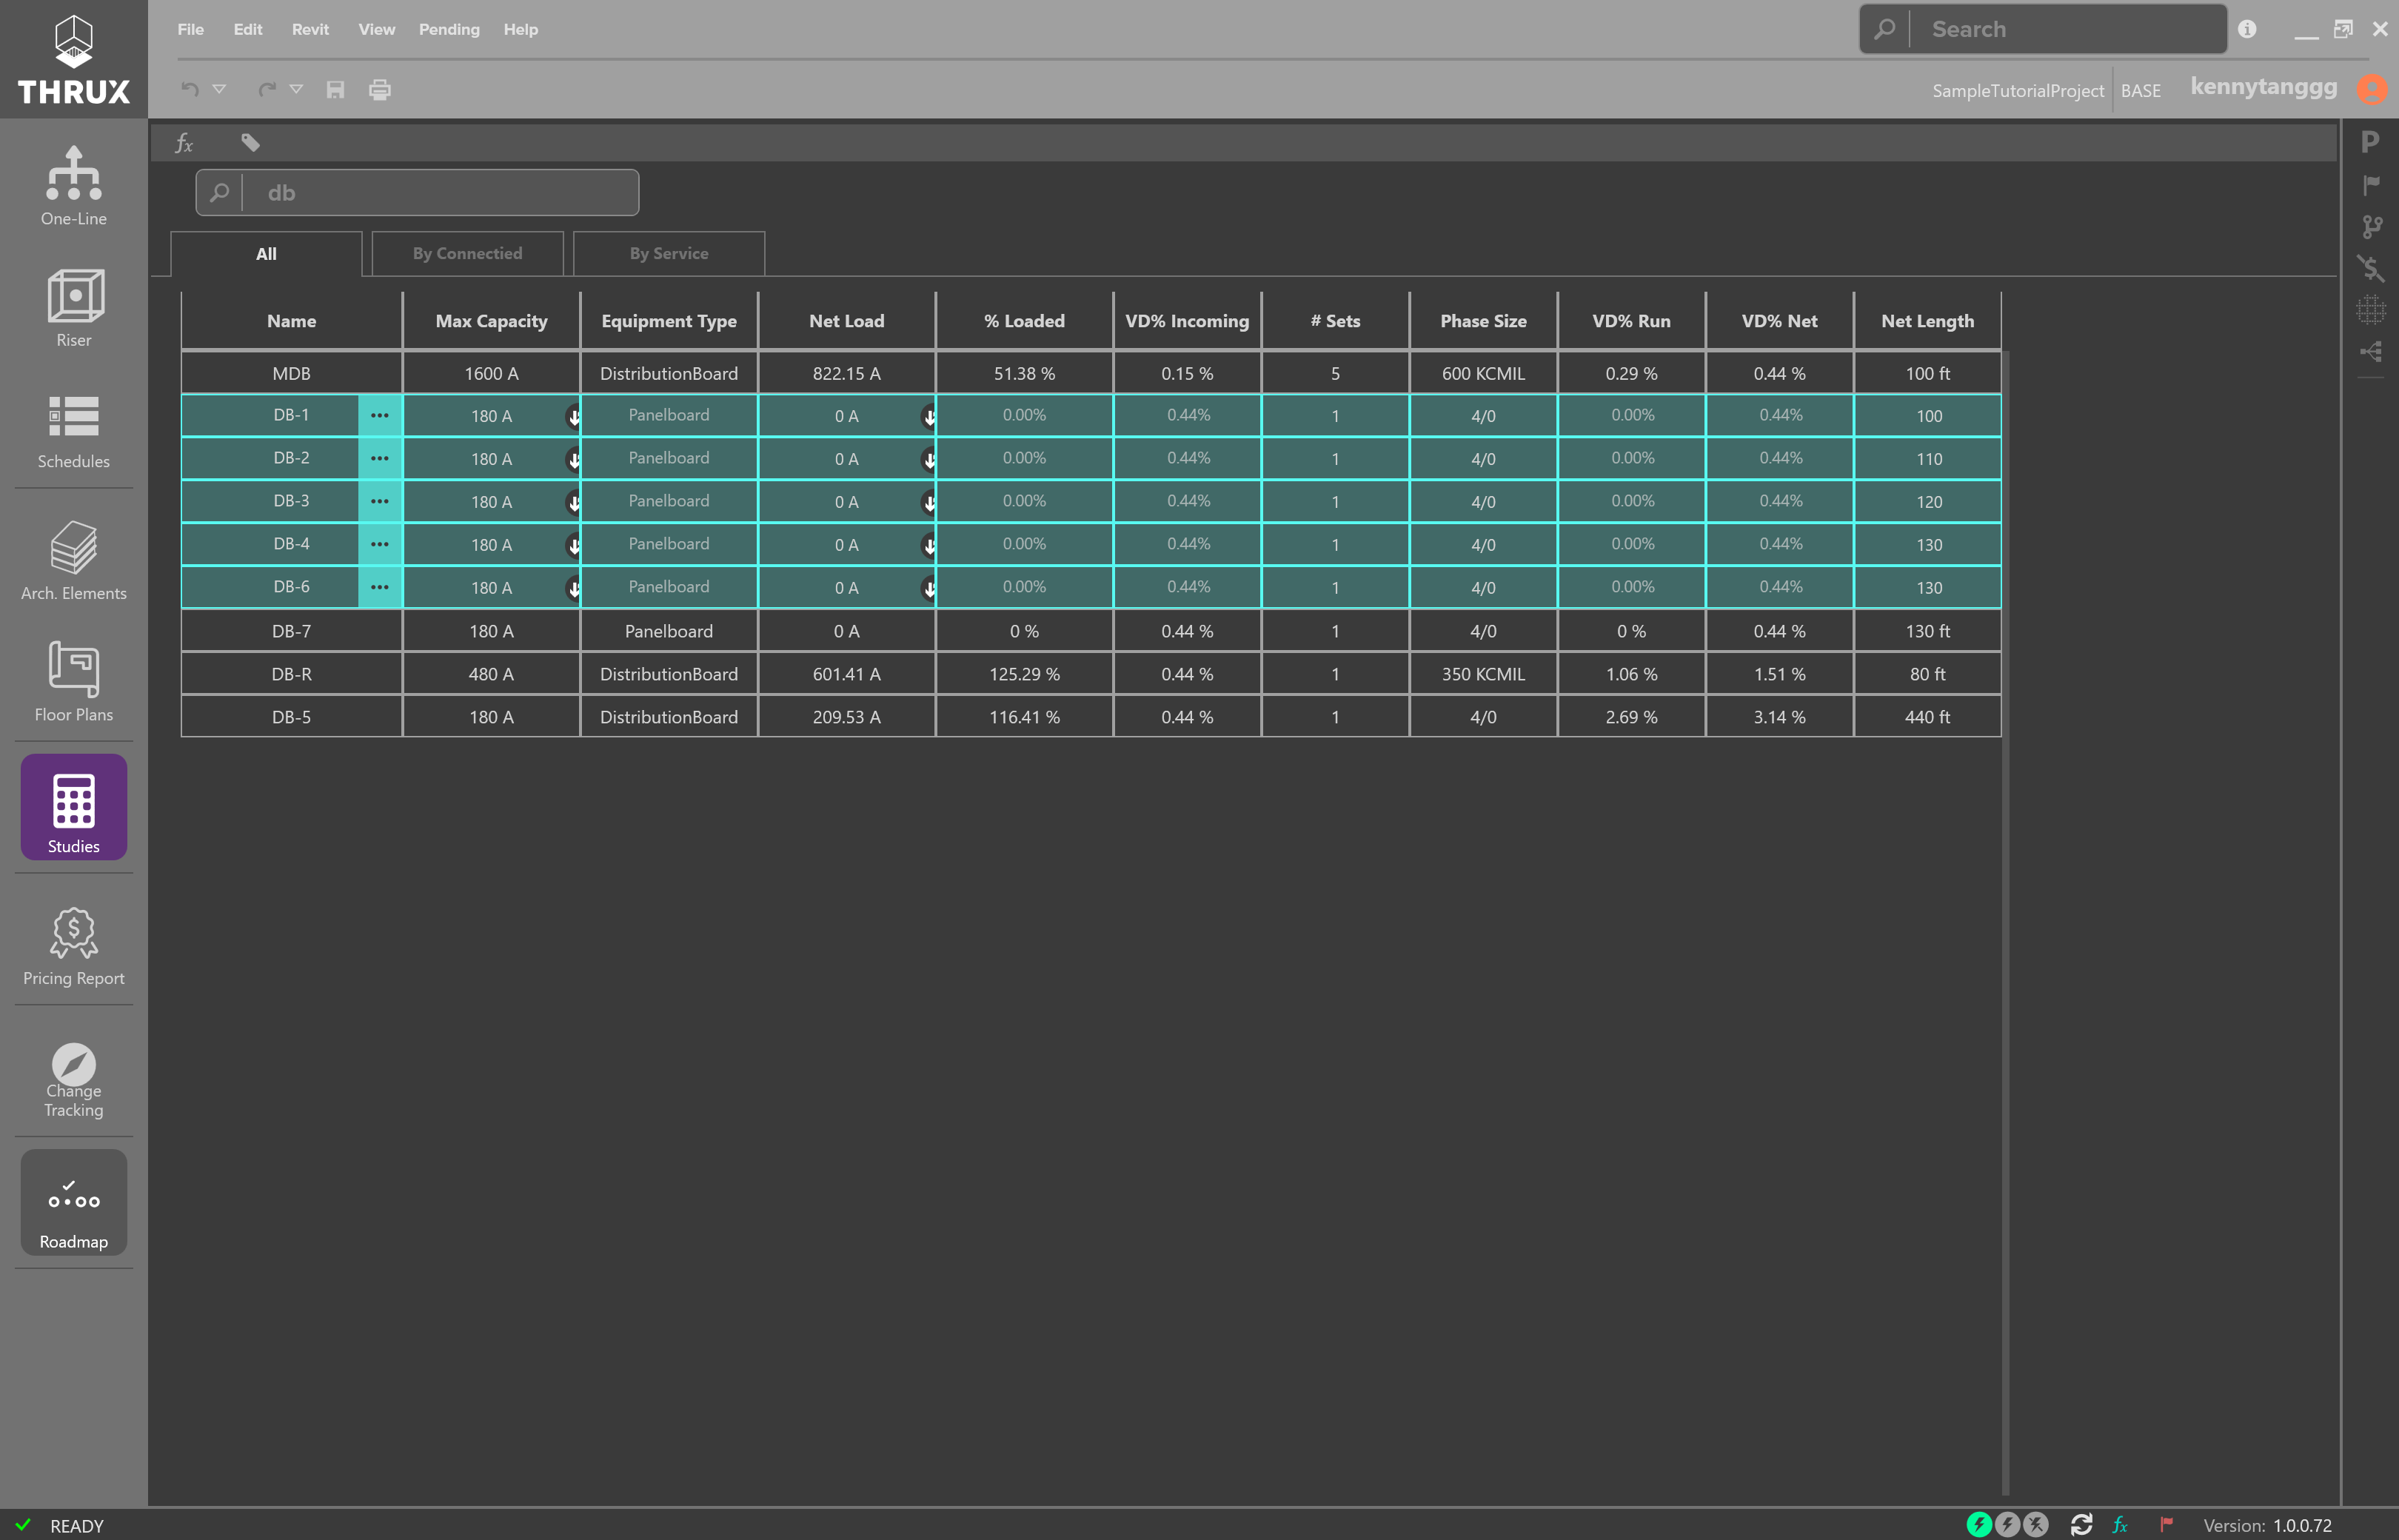 THRUX
File Edit Revit View Pending Help
Search
SampleTutorialProject BASE kennytanggg
db
All By Connectied By Service
Name Max Capacity Equipment Type Net Load % Loaded VD% Incoming # Sets Phase Size VD% Run VD% Net Net Length
MDB 1600 A DistributionBoard 822.15 A 51.38 % 0.15 % 5 600 KCMIL 0.29 % 0.44 % 100 ft
DB-1 ... 180 A Panelboard 0 A 0.00% 0.44% 1 4/0 0.00% 0.44% 100
DB-2 ... 180 A Panelboard 0 A 0.00% 0.44% 1 4/0 0.00% 0.44% 110
DB-3 ... 180 A Panelboard 0 A 0.00% 0.44% 1 4/0 0.00% 0.44% 120
DB-4 ... 180 A Panelboard 0 A 0.00% 0.44% 1 4/0 0.00% 0.44% 130
DB-6 ... 180 A Panelboard 0 A 0.00% 0.44% 1 4/0 0.00% 0.44% 130
DB-7 180 A Panelboard 0 A 0 % 0.44 % 1 4/0 0 % 0.44 % 130 ft
DB-R 480 A DistributionBoard 601.41 A 125.29 % 0.44 % 1 350 KCMIL 1.06 % 1.51 % 80 ft
DB-5 180 A DistributionBoard 209.53 A 116.41 % 0.44 % 1 4/0 2.69 % 3.14 % 440 ft
One-Line
Riser
Schedules
Arch. Elements
Floor Plans
Studies
Pricing Report
Change
Tracking
Roadmap
fx
P
READY
fx
Version: 1.0.0.72